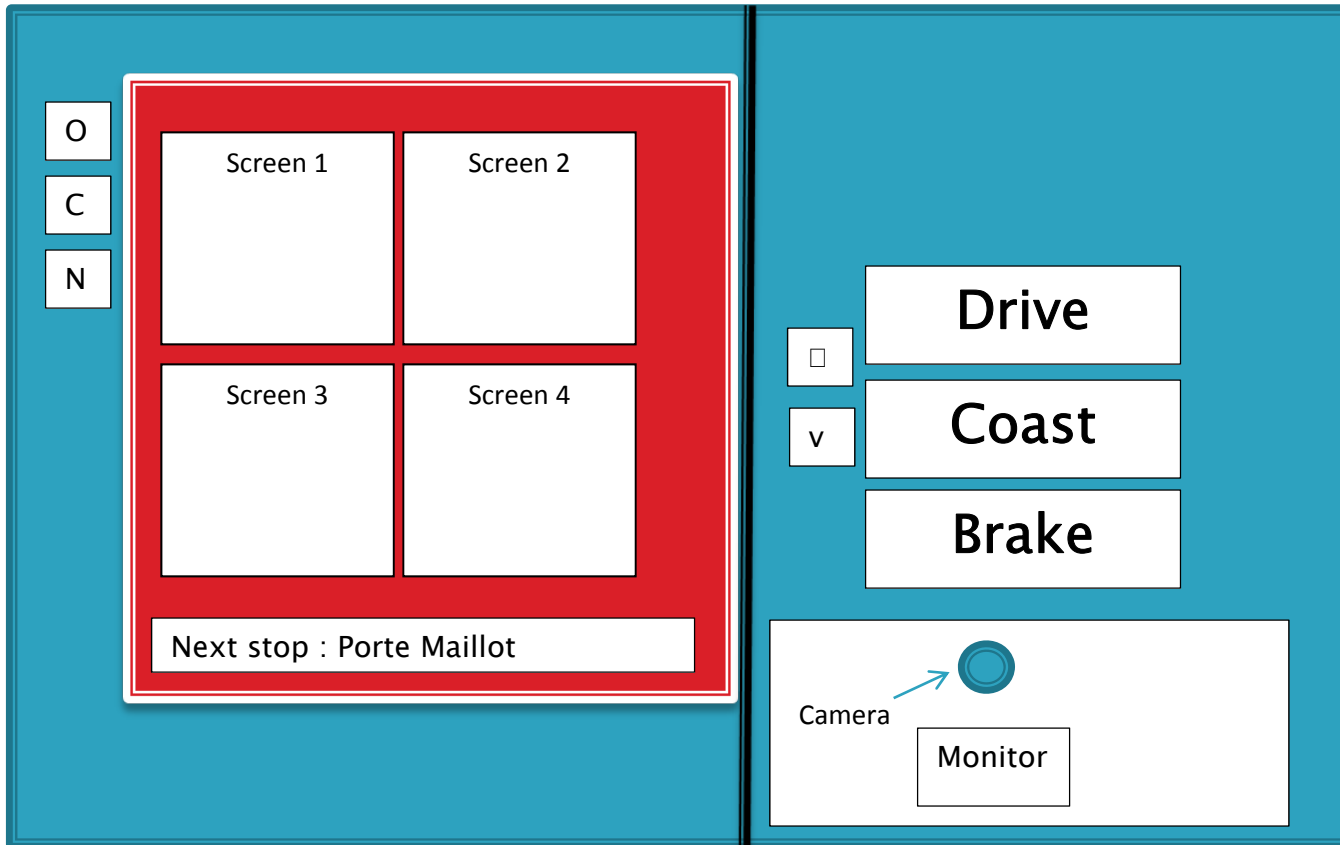 O
C
N
Screen 1
Screen 2
Screen 3
Screen 4
Next stop : Porte Maillot
Drive
Coast
Brake
v
Camera
Monitor